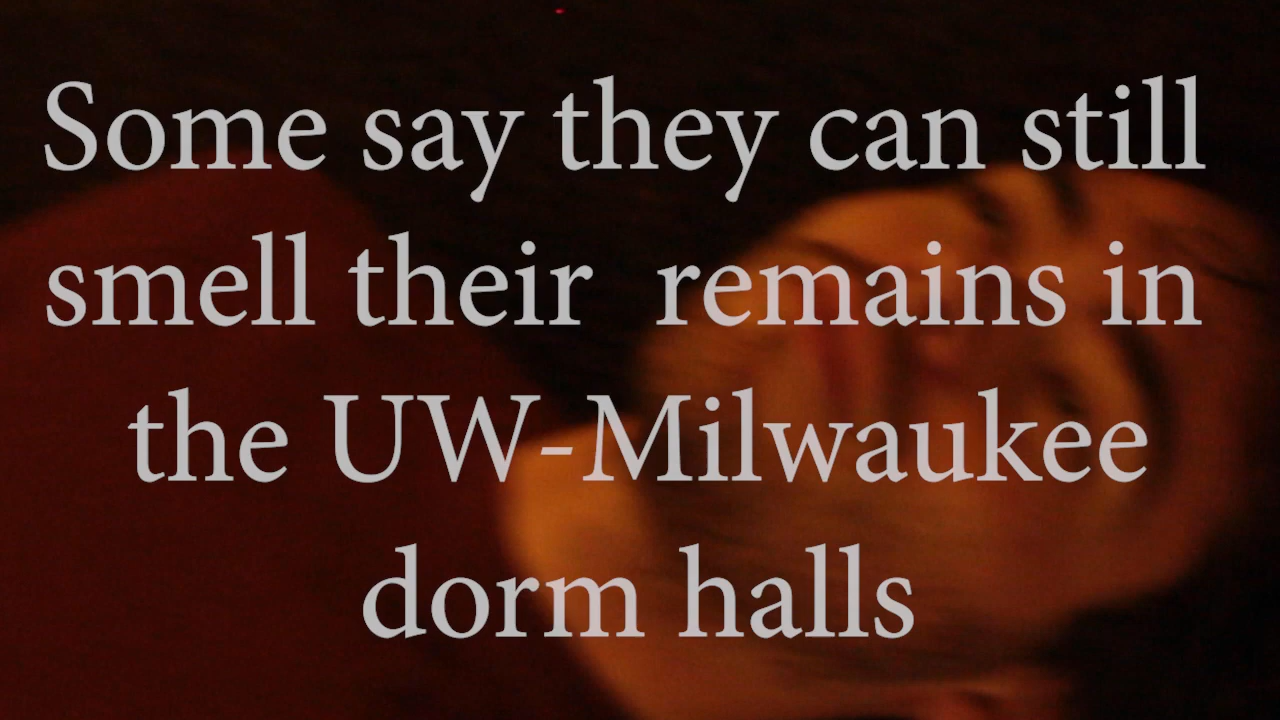 Some say they can still
smell their  remains in
the UW-Milwaukee
dorm halls